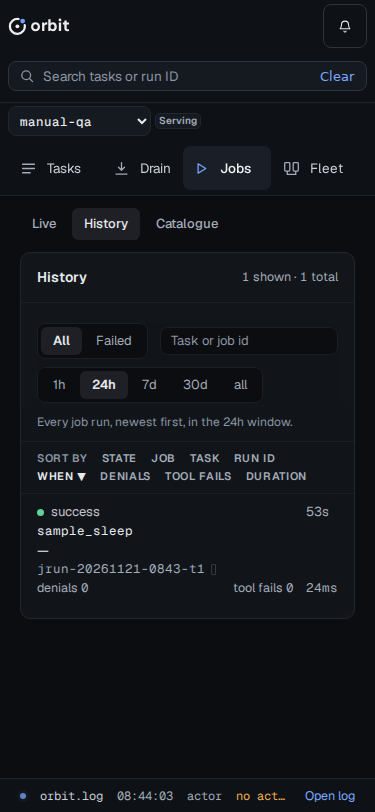 orbit
Search tasks or run ID Clear
manual-qa Serving
Tasks Drain Jobs Fleet
Live History Catalogue
History 1 shown · 1 total
All Failed Task or job id
1h 24h 7d 30d all
Every job run, newest first, in the 24h window.
SORT BY STATE JOB TASK RUN ID
WHEN ▼ DENIALS TOOL FAILS DURATION
success 53s
sample_sleep
—
jrun-20261121-0843-t1
denials 0 tool fails 0 24ms
orbit.log 08:44:03 actor no act… Open log